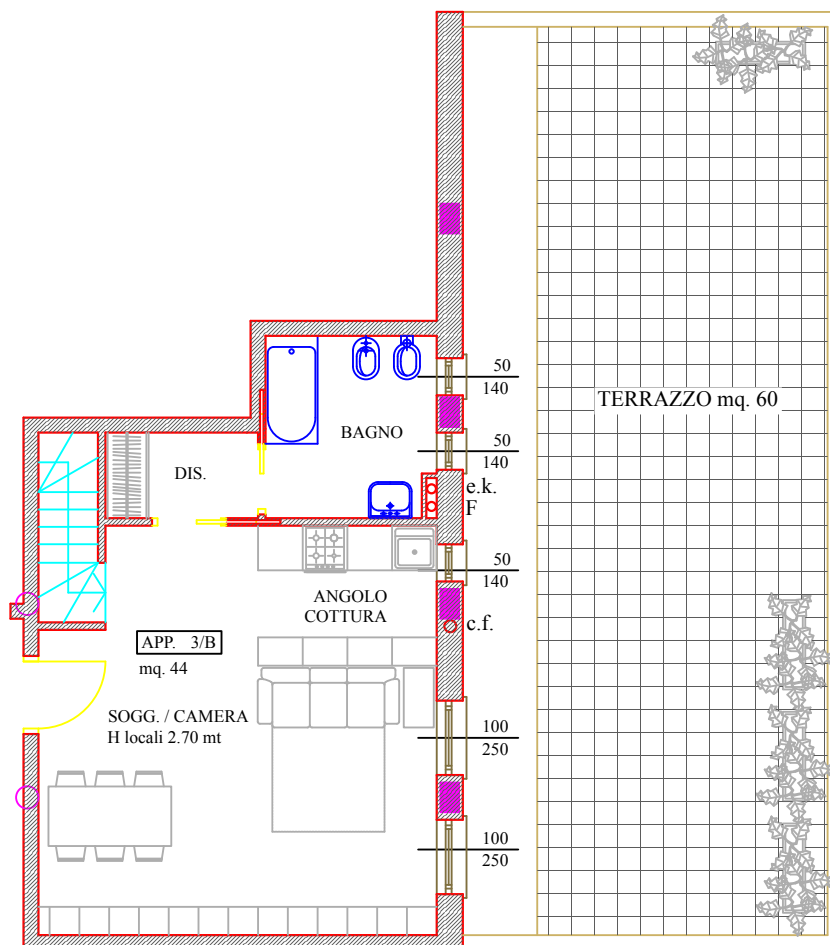 50
140
TERRAZZO mq. 60
BAGNO
50
140
DIS.
e.k.
F
50
140
ANGOLO
COTTURA
c.f.
APP. 3/B
mq. 44
SOGG. / CAMERA
H locali 2.70 mt
100
250
100
250